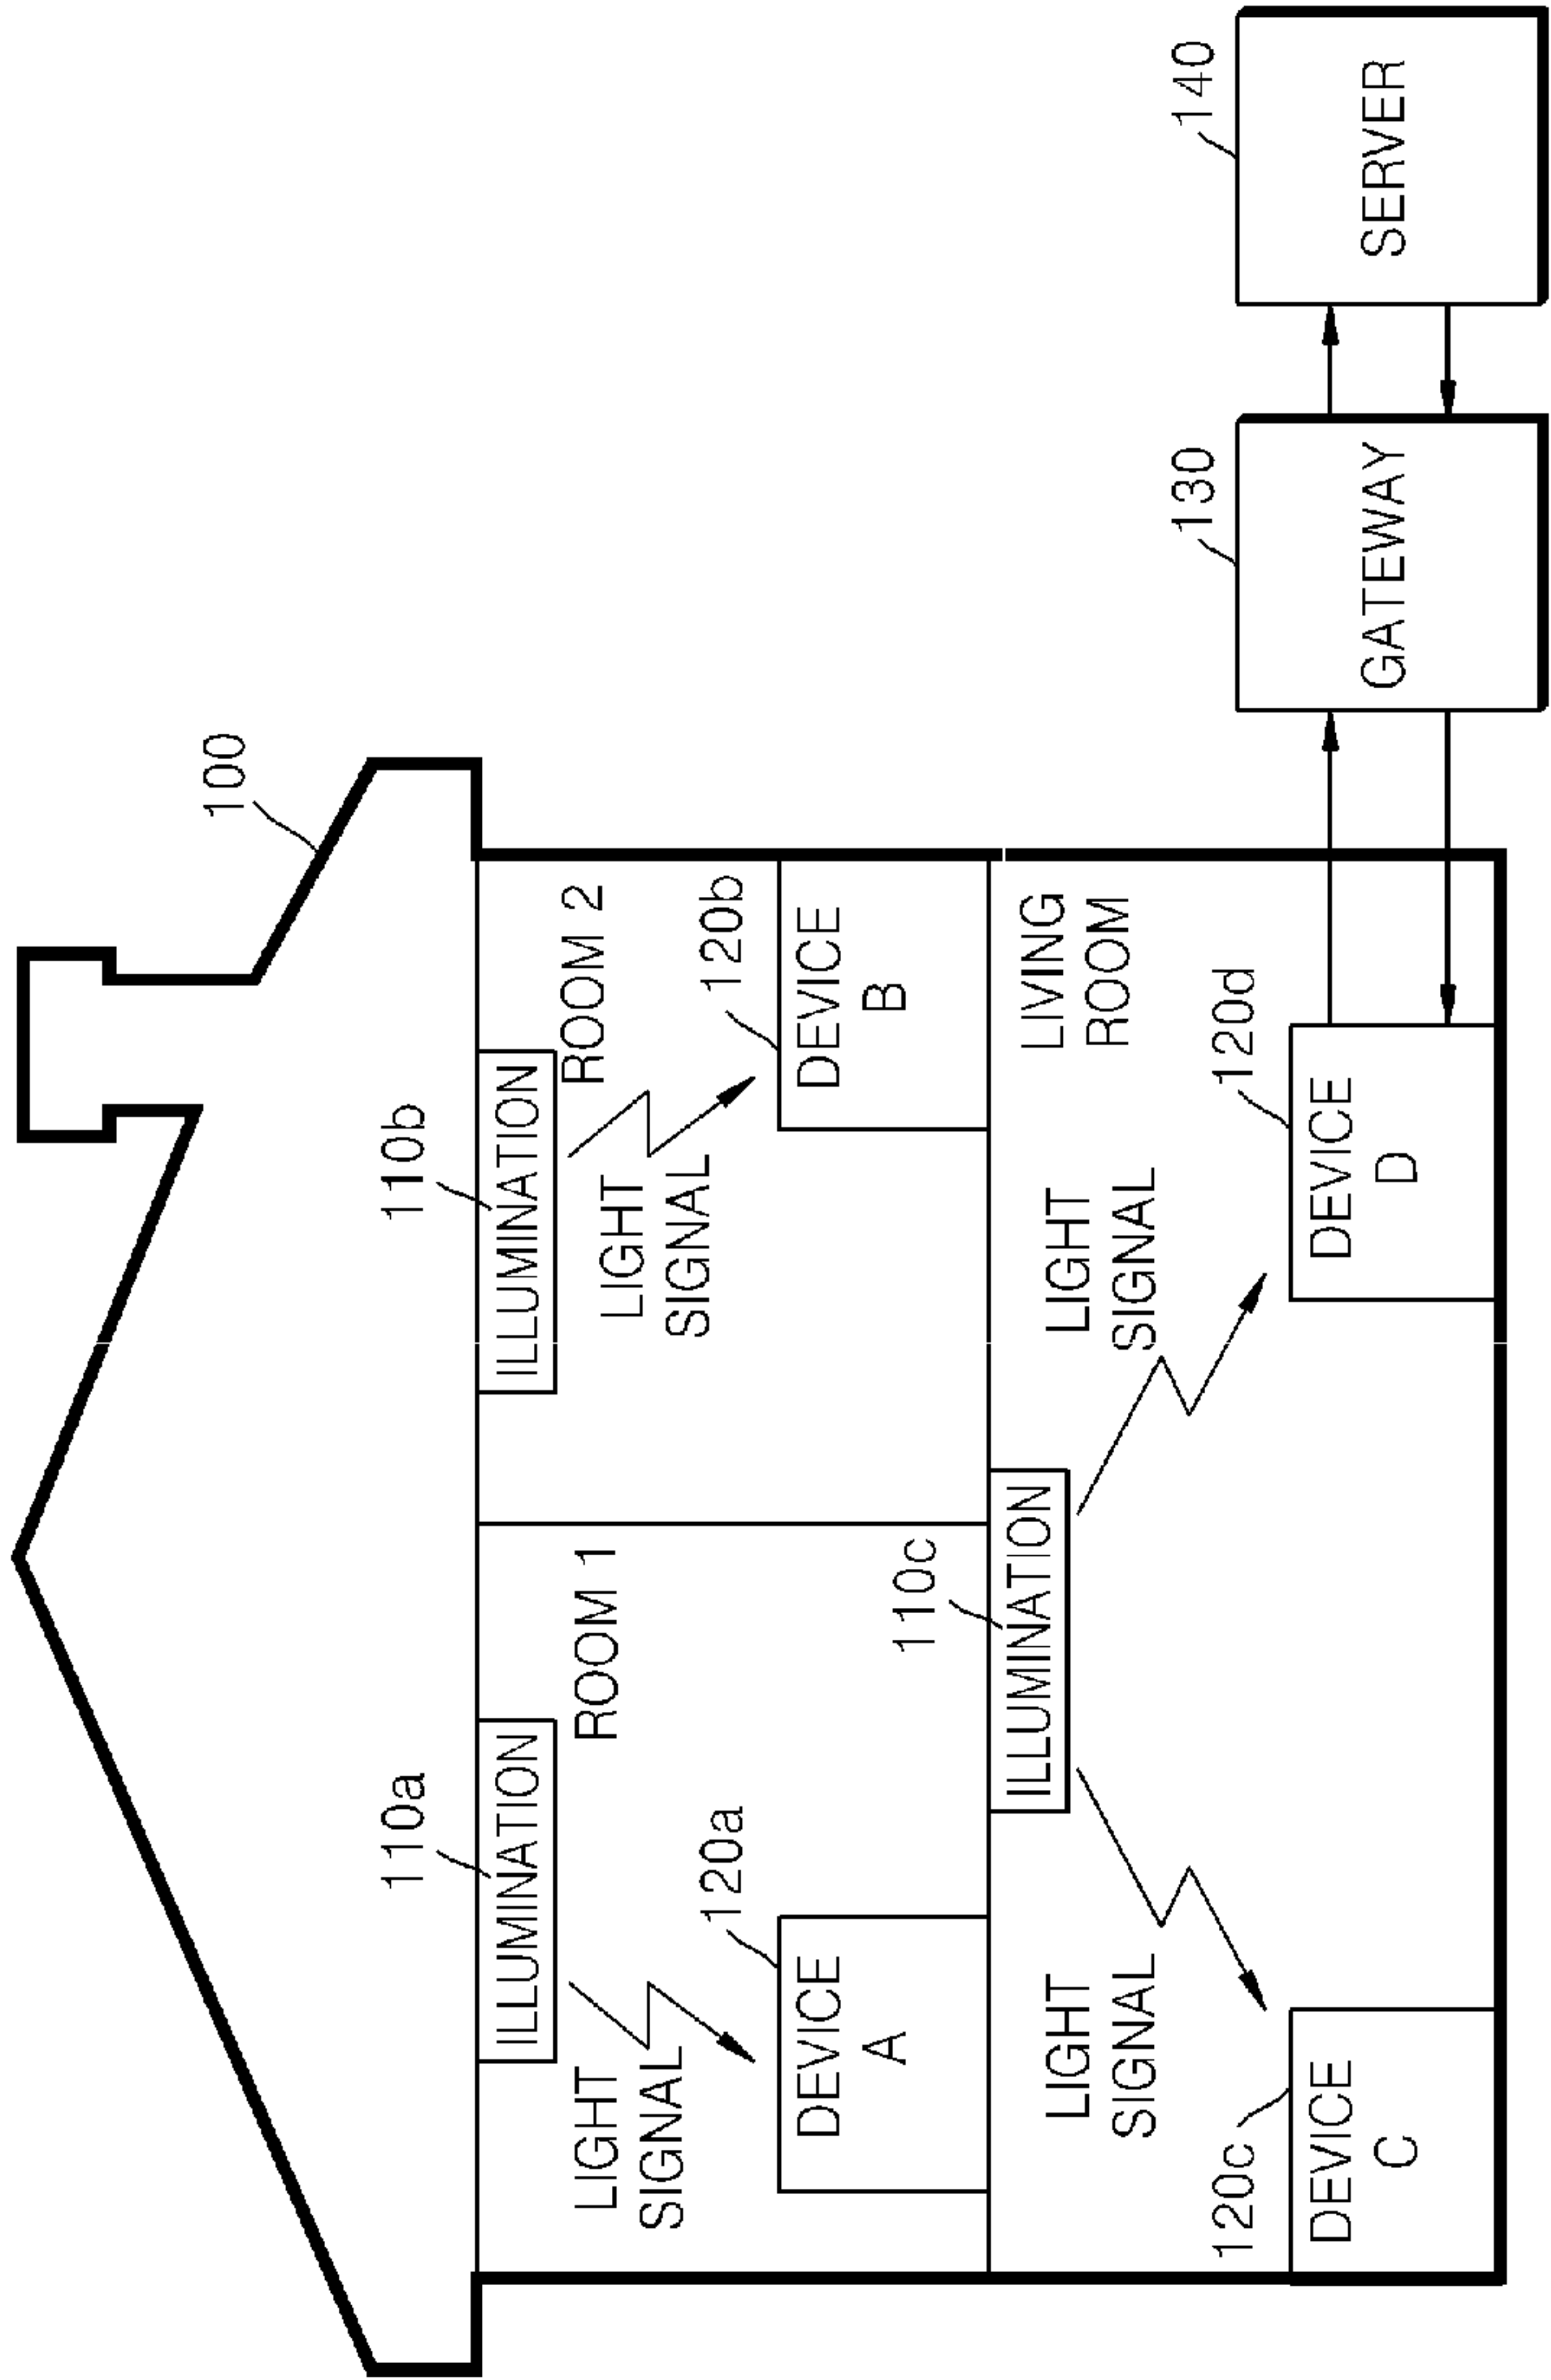 100
110a
110b
ILLUMINATION
ILLUMINATION
ROOM 1
ROOM 2
LIGHT
SIGNAL
LIGHT
SIGNAL
120a
120b
DEVICE
A
DEVICE
B
110c
ILLUMINATION
LIVING
ROOM
LIGHT
SIGNAL
LIGHT
SIGNAL
120c
120d
130
140
DEVICE
C
DEVICE
D
GATEWAY
SERVER